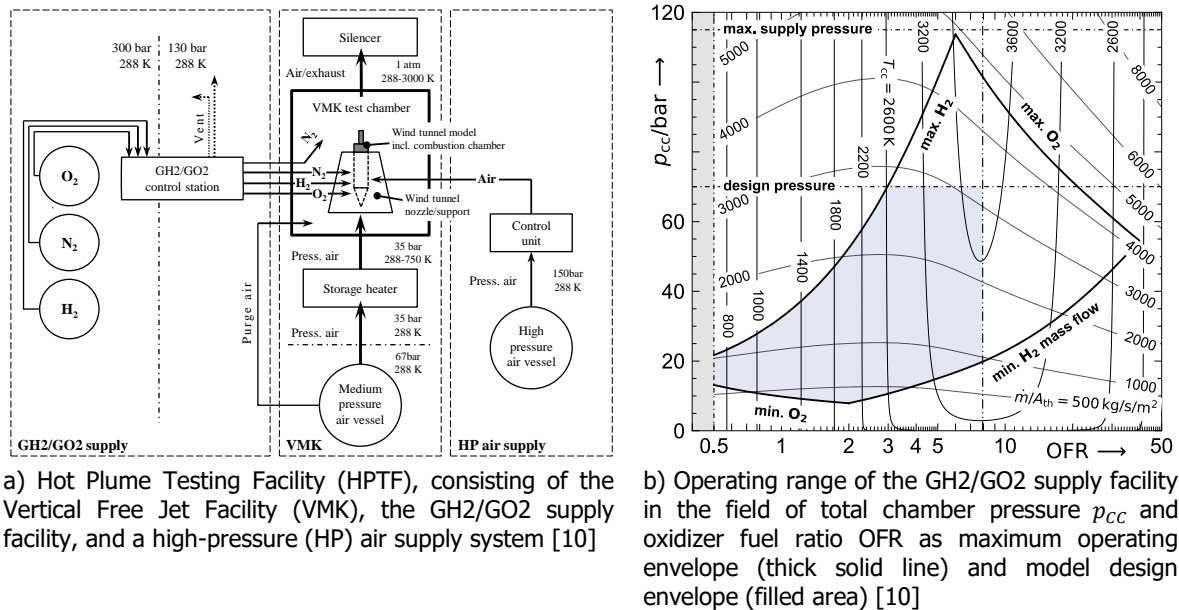 300 bar
288 K
130 bar
288 K
Vent
O₂
N₂
H₂
GH2/GO2
control station
GH2/GO2 supply
Silencer
Air/exhaust
1 atm
288-3000 K
VMK test chamber
Wind tunnel model
incl. combustion chamber
N₂
N₂
H₂
O₂
Wind tunnel
nozzle/support
Air
Purge air
Press. air
35 bar
288-750 K
Storage heater
Press. air
35 bar
288 K
67bar
288 K
Medium
pressure
air vessel
VMK
Control
unit
Press. air
150bar
288 K
High
pressure
air vessel
HP air supply
a) Hot Plume Testing Facility (HPTF), consisting of the
Vertical Free Jet Facility (VMK), the GH2/GO2 supply
facility, and a high-pressure (HP) air supply system [10]
120
p_cc/bar →
80
60
40
20
0
max. supply pressure
design pressure
max. H₂
max. O₂
min. H₂ mass flow
min. O₂
ṁ/A_th = 500 kg/s/m²
T_cc = 2600 K
5000
4000
3000
2000
800
1000
1400
1800
2200
3200
3600
3200
2600
8000
6000
5000
4000
3000
2000
1000
0.5
1
2
3
5
10
50
OFR →
b) Operating range of the GH2/GO2 supply facility
in the field of total chamber pressure p_CC and
oxidizer fuel ratio OFR as maximum operating
envelope (thick solid line) and model design
envelope (filled area) [10]